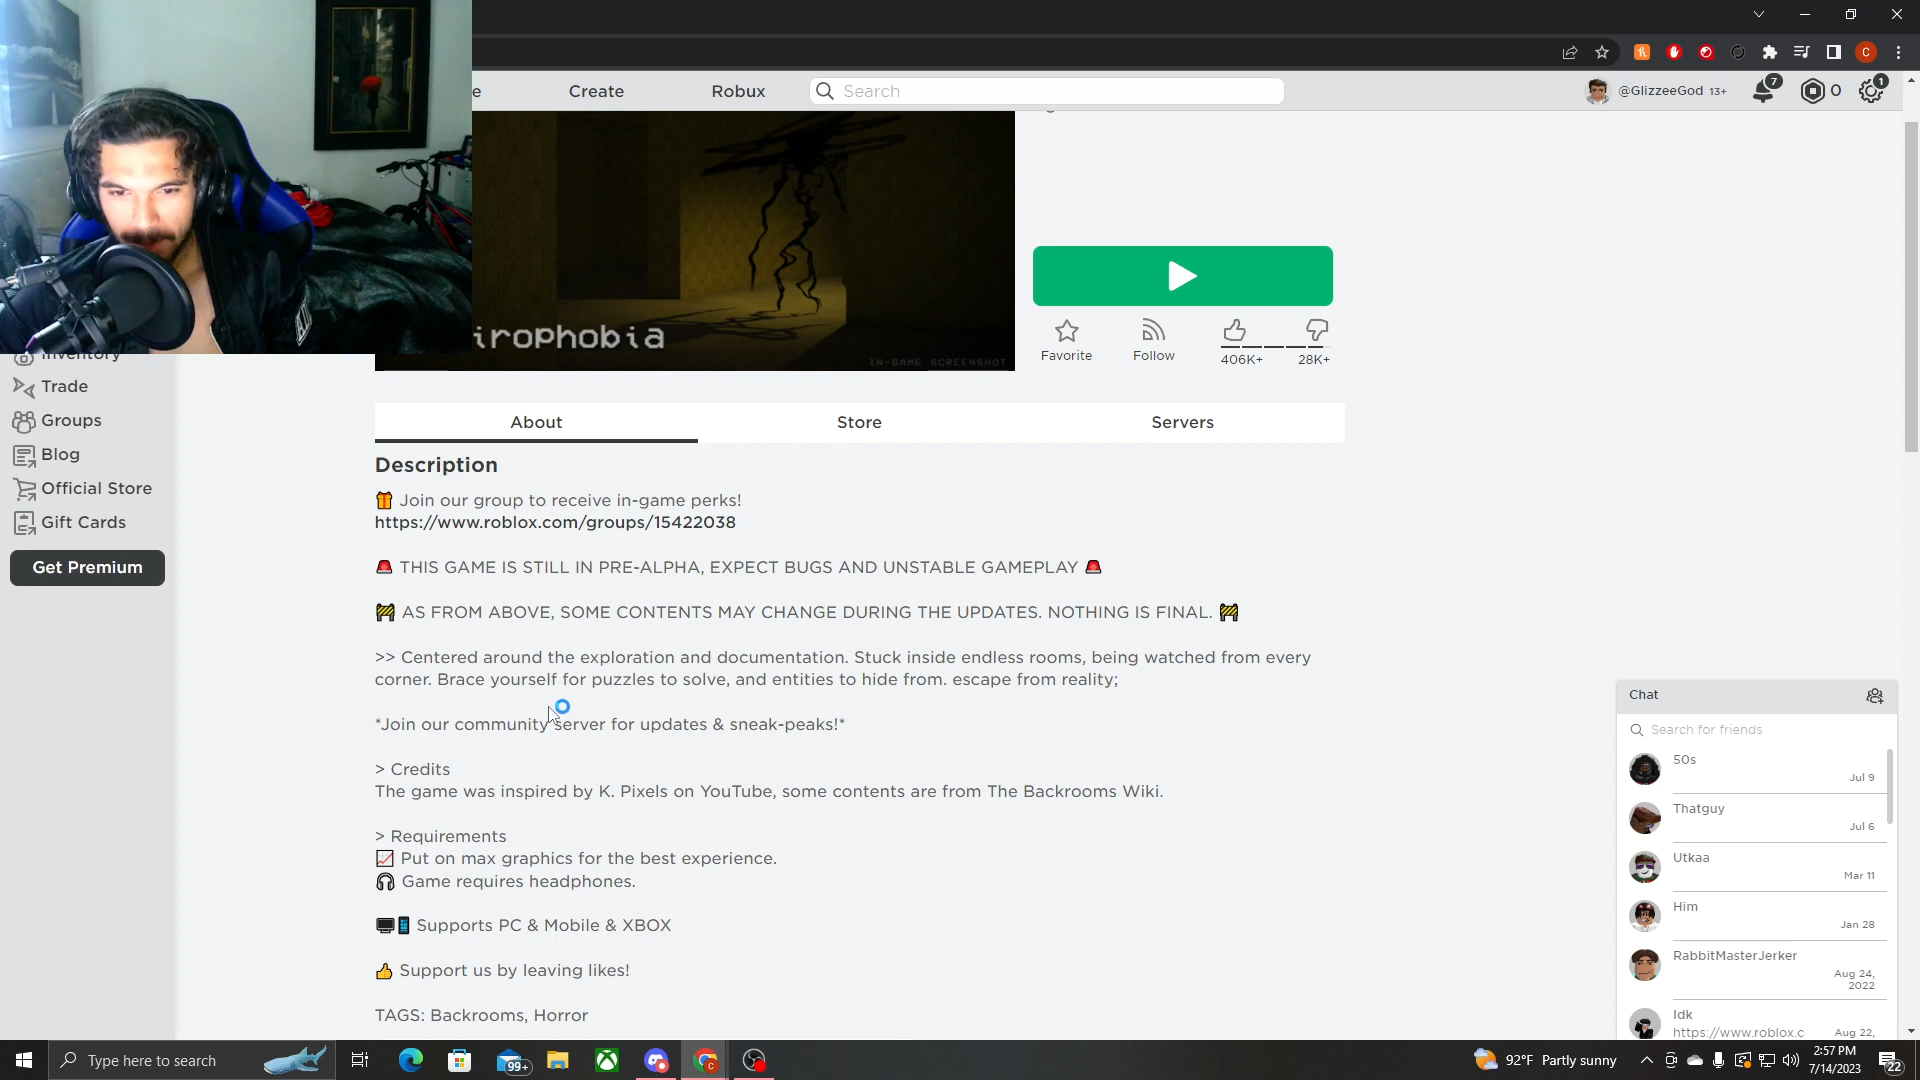 Create
Robux
Search
@GlizzeeGod 13+
7
0
1
irophobia
IN-GAME SCREENSHOT
Favorite
Follow
406K+
28K+
Inventory
Trade
Groups
Blog
Official Store
Gift Cards
Get Premium
About
Store
Servers
Description
🎁 Join our group to receive in-game perks!
https://www.roblox.com/groups/15422038
🚨 THIS GAME IS STILL IN PRE-ALPHA, EXPECT BUGS AND UNSTABLE GAMEPLAY 🚨
🚧 AS FROM ABOVE, SOME CONTENTS MAY CHANGE DURING THE UPDATES. NOTHING IS FINAL. 🚧
>> Centered around the exploration and documentation. Stuck inside endless rooms, being watched from every
corner. Brace yourself for puzzles to solve, and entities to hide from. escape from reality;
*Join our community server for updates & sneak-peaks!*
> Credits
The game was inspired by K. Pixels on YouTube, some contents are from The Backrooms Wiki.
> Requirements
📈 Put on max graphics for the best experience.
🎧 Game requires headphones.
🖥📱 Supports PC & Mobile & XBOX
👍 Support us by leaving likes!
TAGS: Backrooms, Horror
Chat
Search for friends
50s
Jul 9
Thatguy
Jul 6
Utkaa
Mar 11
Him
Jan 28
RabbitMasterJerker
Aug 24,
2022
Idk
https://www.roblox.c
Aug 22,
Type here to search
99+
92°F Partly sunny
2:57 PM
7/14/2023
22